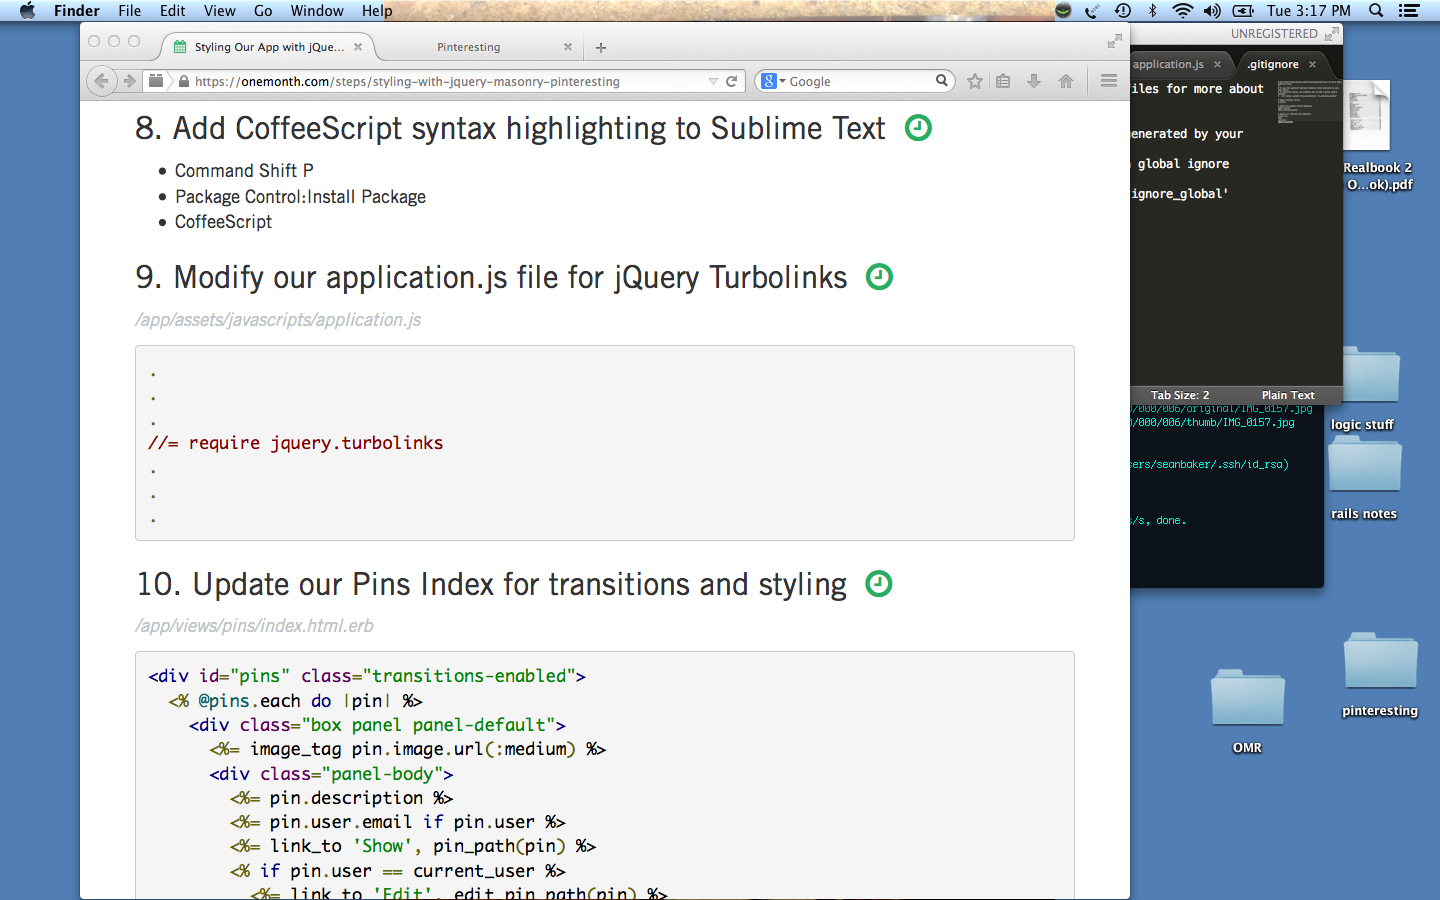 Finder File Edit View Go Window Help Tue 3:17 PM
Styling Our App with jQue... Pinteresting
https://onemonth.com/steps/styling-with-jquery-masonry-pinteresting Google
8. Add CoffeeScript syntax highlighting to Sublime Text
• Command Shift P
• Package Control:Install Package
• CoffeeScript
9. Modify our application.js file for jQuery Turbolinks
/app/assets/javascripts/application.js
.
.
.
//= require jquery.turbolinks
.
.
.
10. Update our Pins Index for transitions and styling
/app/views/pins/index.html.erb
<div id="pins" class="transitions-enabled">
<% @pins.each do |pin| %>
<div class="box panel panel-default">
<%= image_tag pin.image.url(:medium) %>
<div class="panel-body">
<%= pin.description %>
<%= pin.user.email if pin.user %>
<%= link_to 'Show', pin_path(pin) %>
<% if pin.user == current_user %>
<%= link_to 'Edit', edit_pin_path(pin) %>
UNREGISTERED
application.js .gitignore
iles for more about
enerated by your
global ignore
ignore_global'
Tab Size: 2 Plain Text
/000/006/original/IMG_0157.jpg
/000/006/thumb/IMG_0157.jpg
ers/seanbaker/.ssh/id_rsa)
/s, done.
Realbook 2
O...ok).pdf
logic stuff
rails notes
pinteresting
OMR